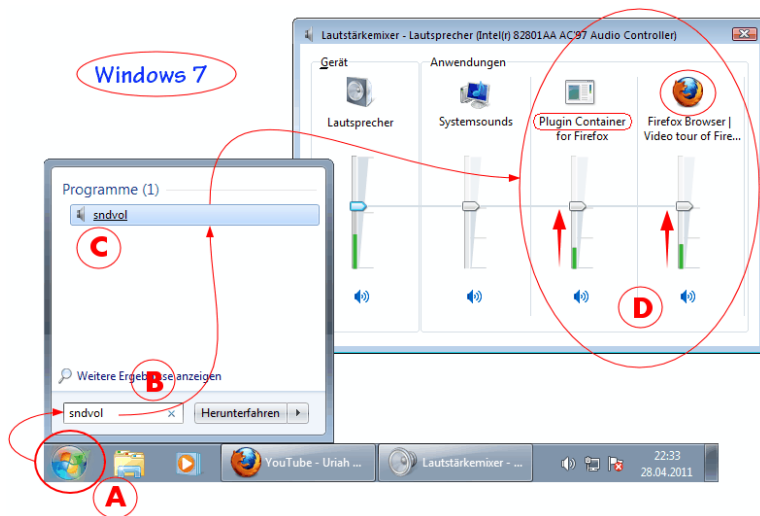 Windows 7
Lautstärkemixer - Lautsprecher (Intel(r) 82801AA AC'97 Audio Controller)
Gerät
Anwendungen
Lautsprecher
Systemsounds
Plugin Container
for Firefox
Firefox Browser |
Video tour of Fire...
D
Programme (1)
sndvol
C
Weitere Ergebnisse anzeigen
B
sndvol
Herunterfahren
A
YouTube - Uriah ...
Lautstärkemixer - ...
22:33
28.04.2011